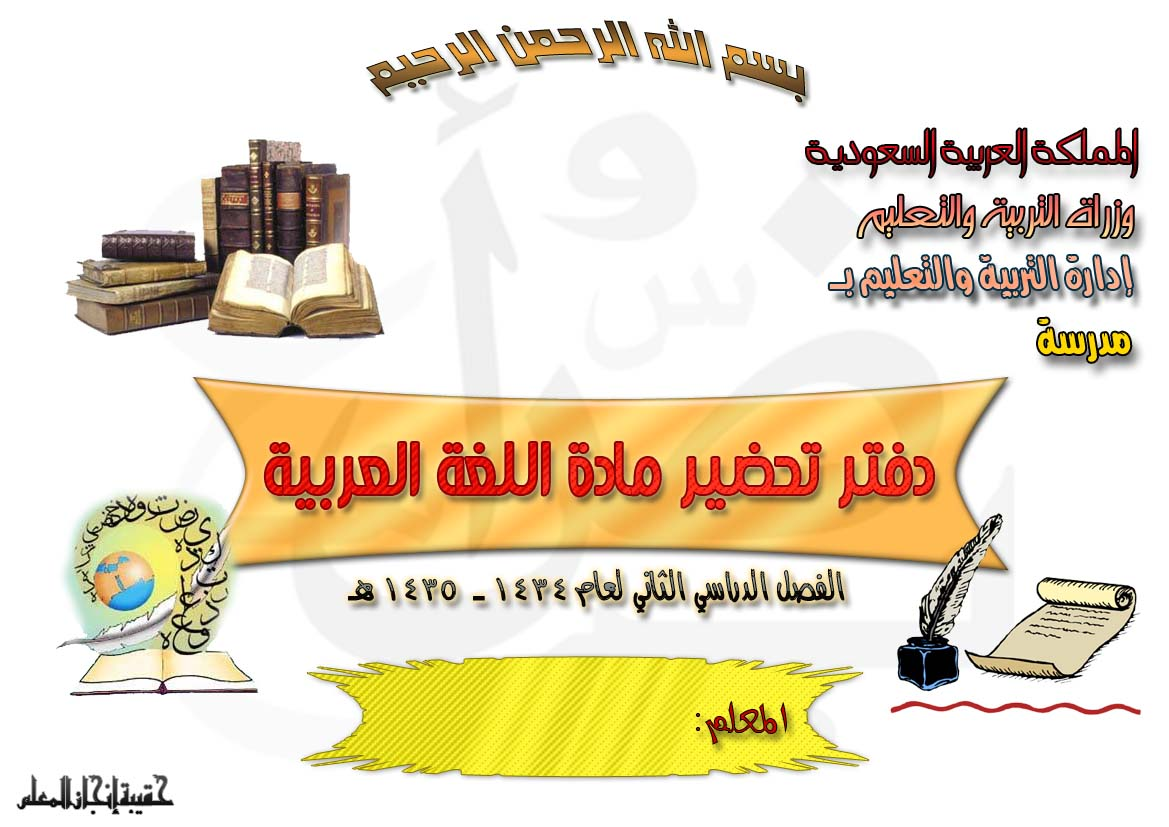 بسم الله الرحمن الرحيم
المملكة العربية السعودية
وزراة التربية والتعليم
إدارة التربية والتعليم بـ
مدرسة
دفتر تحضير مادة اللغة العربية
الفصل الدراسي الثاني لعام ١٤٣٤ ـ ١٤٣٥ هـ
المعلم:
حقيبة إنجاز المعلم